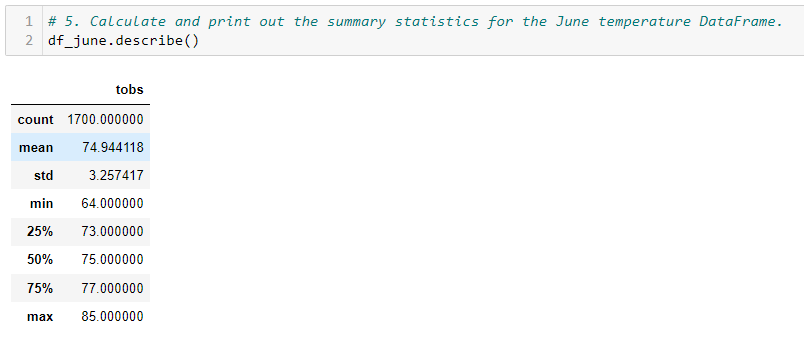 1 # 5. Calculate and print out the summary statistics for the June temperature DataFrame.
2 df_june.describe()
tobs
count 1700.000000
mean 74.944118
std 3.257417
min 64.000000
25% 73.000000
50% 75.000000
75% 77.000000
max 85.000000